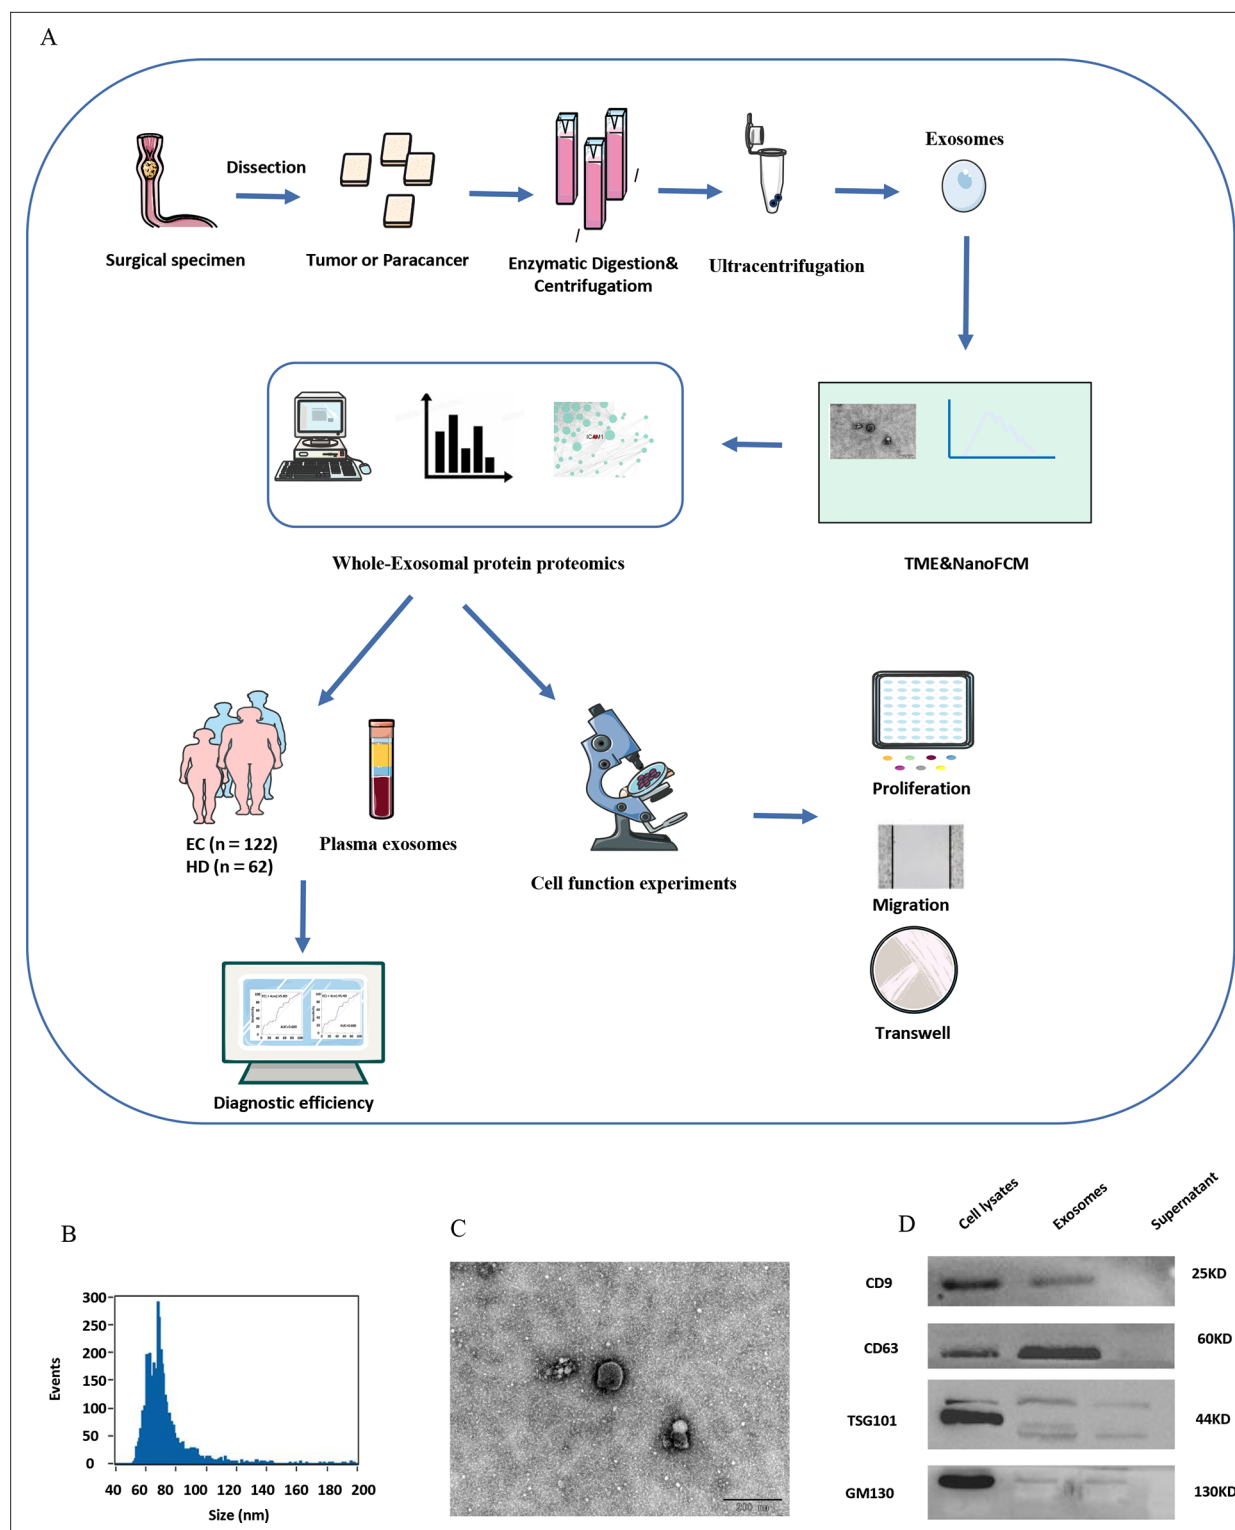 A
Dissection
Exosomes
Surgical specimen
Tumor or Paracancer
Enzymatic Digestion&
Centrifugatiom
Ultracentrifugation
ICAM1
Whole-Exosomal protein proteomics
TME&NanoFCM
EC (n = 122)
HD (n = 62)
Plasma exosomes
Cell function experiments
Proliferation
Migration
Transwell
Diagnostic efficiency
B
300
250
200
150
100
50
0
Events
40 60 80 100 120 140 160 180 200
Size (nm)
C
200 nm
D
Cell lysates
Exosomes
Supernatant
CD9
25KD
CD63
60KD
TSG101
44KD
GM130
130KD